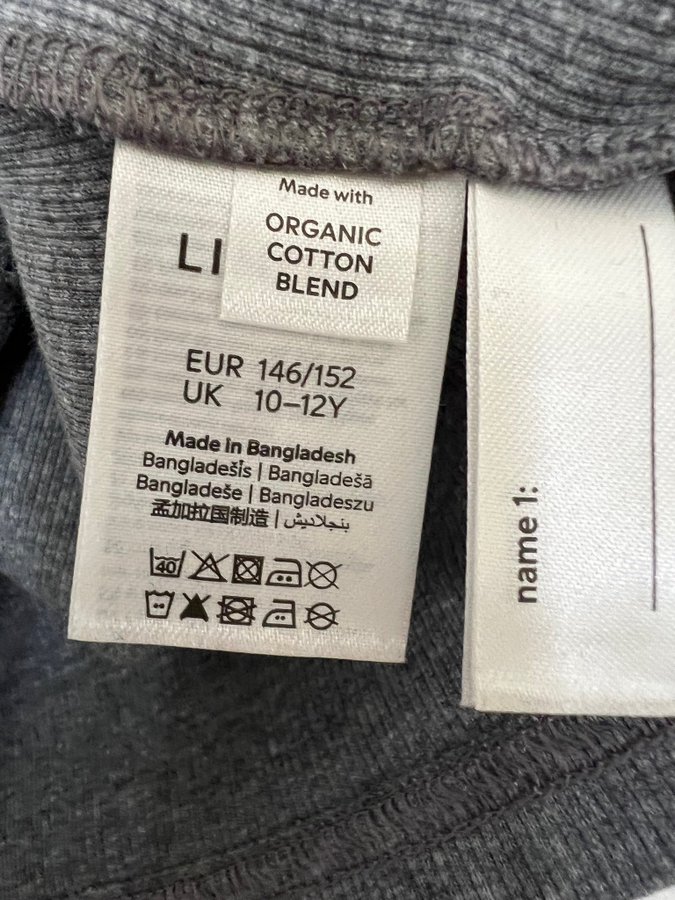 Made with
ORGANIC
COTTON
BLEND
LI
EUR 146/152
UK 10–12Y
Made in Bangladesh
Bangladešis | Bangladešā
Bangladeše | Bangladeszu
孟加拉国制造 | بنجلاديش
40
name 1: